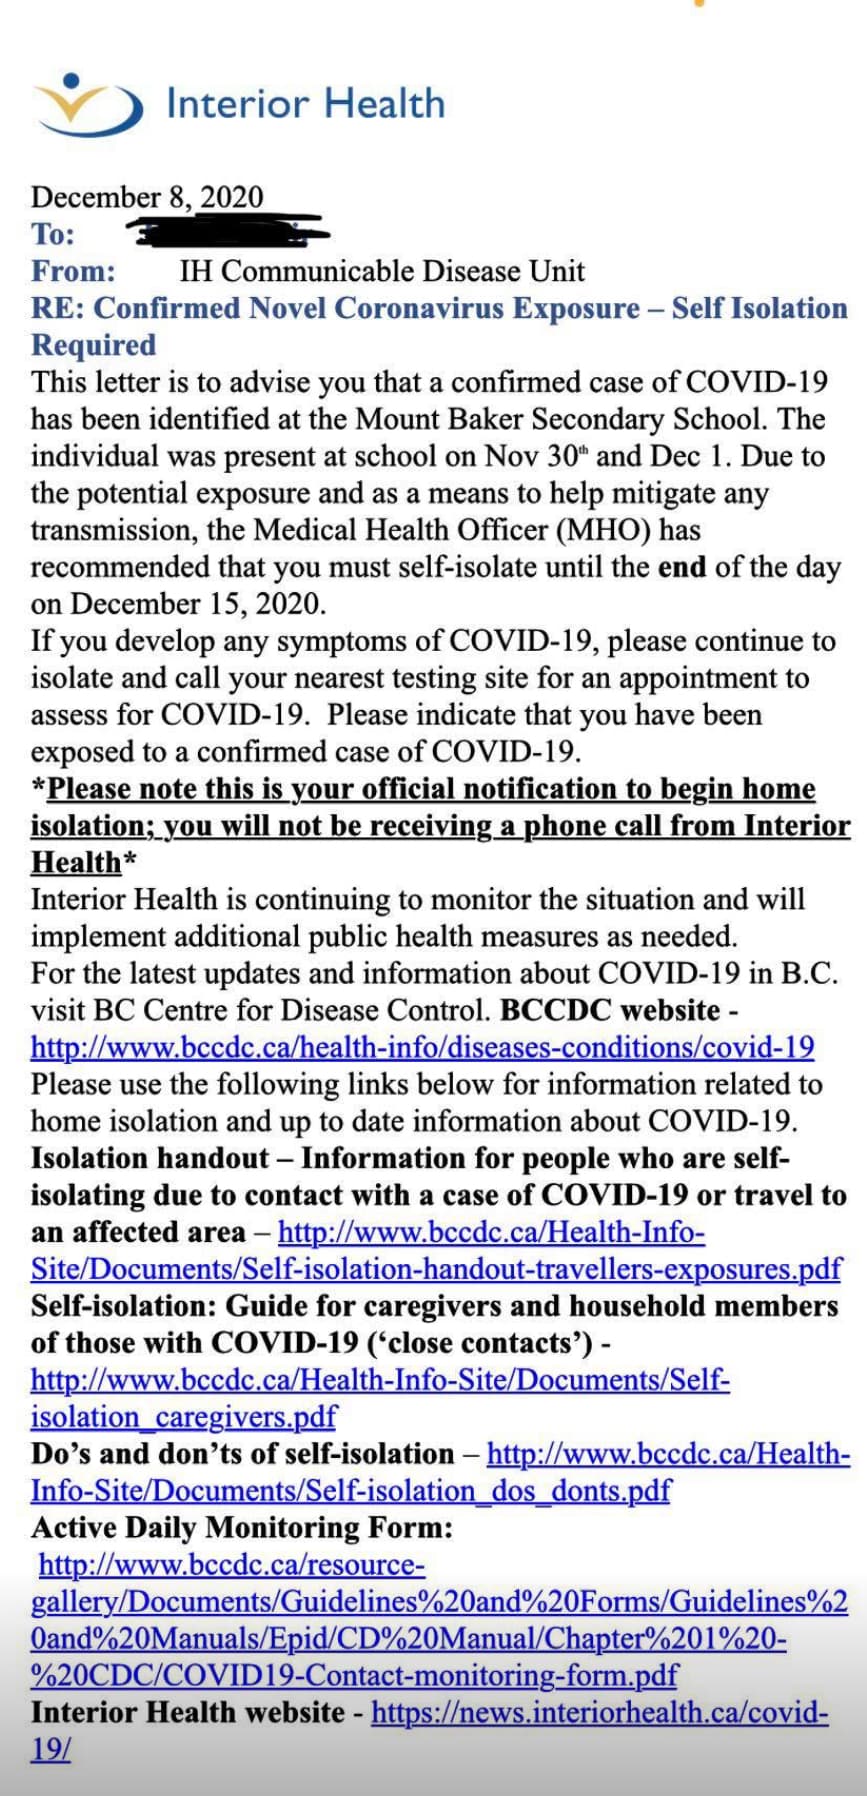 Interior Health
December 8, 2020
To:
From: IH Communicable Disease Unit
RE: Confirmed Novel Coronavirus Exposure – Self Isolation
Required
This letter is to advise you that a confirmed case of COVID-19
has been identified at the Mount Baker Secondary School. The
individual was present at school on Nov 30th and Dec 1. Due to
the potential exposure and as a means to help mitigate any
transmission, the Medical Health Officer (MHO) has
recommended that you must self-isolate until the end of the day
on December 15, 2020.
If you develop any symptoms of COVID-19, please continue to
isolate and call your nearest testing site for an appointment to
assess for COVID-19.  Please indicate that you have been
exposed to a confirmed case of COVID-19.
*Please note this is your official notification to begin home
isolation; you will not be receiving a phone call from Interior
Health*
Interior Health is continuing to monitor the situation and will
implement additional public health measures as needed.
For the latest updates and information about COVID-19 in B.C.
visit BC Centre for Disease Control. BCCDC website -
http://www.bccdc.ca/health-info/diseases-conditions/covid-19
Please use the following links below for information related to
home isolation and up to date information about COVID-19.
Isolation handout – Information for people who are self-
isolating due to contact with a case of COVID-19 or travel to
an affected area – http://www.bccdc.ca/Health-Info-
Site/Documents/Self-isolation-handout-travellers-exposures.pdf
Self-isolation: Guide for caregivers and household members
of those with COVID-19 (‘close contacts’) -
http://www.bccdc.ca/Health-Info-Site/Documents/Self-
isolation_caregivers.pdf
Do’s and don’ts of self-isolation – http://www.bccdc.ca/Health-
Info-Site/Documents/Self-isolation_dos_donts.pdf
Active Daily Monitoring Form:
http://www.bccdc.ca/resource-
gallery/Documents/Guidelines%20and%20Forms/Guidelines%2
0and%20Manuals/Epid/CD%20Manual/Chapter%201%20-
%20CDC/COVID19-Contact-monitoring-form.pdf
Interior Health website - https://news.interiorhealth.ca/covid-
19/